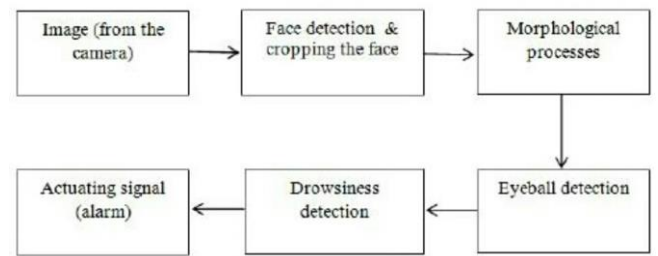 Image (from the
camera)
Face detection &
cropping the face
Morphological
processes
Actuating signal
(alarm)
Drowsiness
detection
Eyeball detection